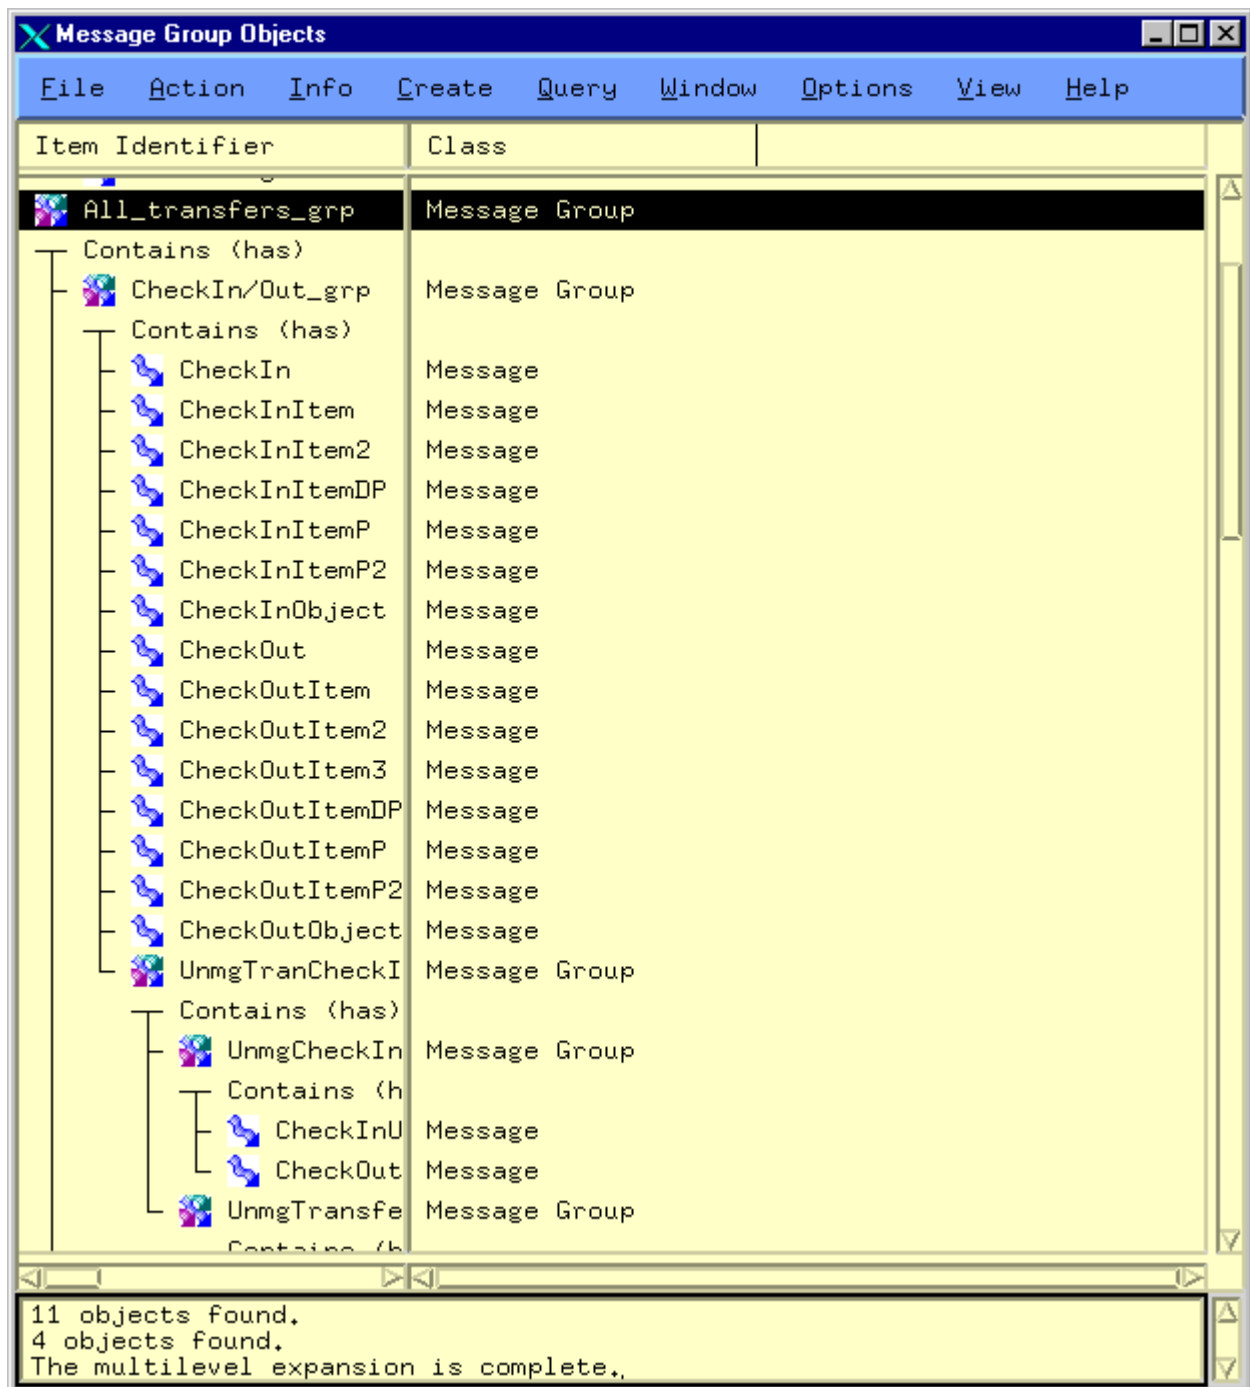 Message Group Objects
File Action Info Create Query Window Options View Help
Item Identifier Class
All_transfers_grp Message Group
Contains (has)
CheckIn/Out_grp Message Group
Contains (has)
CheckIn Message
CheckInItem Message
CheckInItem2 Message
CheckInItemDP Message
CheckInItemP Message
CheckInItemP2 Message
CheckInObject Message
CheckOut Message
CheckOutItem Message
CheckOutItem2 Message
CheckOutItem3 Message
CheckOutItemDP Message
CheckOutItemP Message
CheckOutItemP2 Message
CheckOutObject Message
UnmgTranCheckI Message Group
Contains (has)
UnmgCheckIn Message Group
Contains (h
CheckInU Message
CheckOut Message
UnmgTransfe Message Group
Contains (h
11 objects found.
4 objects found.
The multilevel expansion is complete.